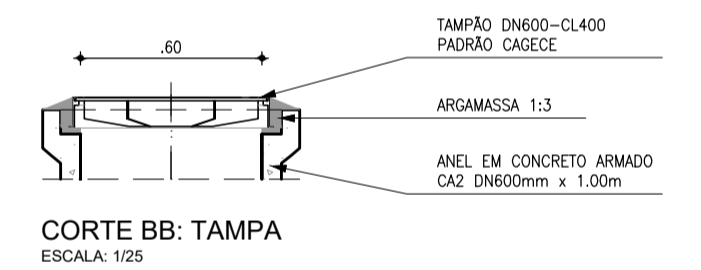 .60
TAMPÃO DN600-CL400
PADRÃO CAGECE
ARGAMASSA 1:3
ANEL EM CONCRETO ARMADO
CA2 DN600mm x 1.00m
CORTE BB: TAMPA
ESCALA: 1/25